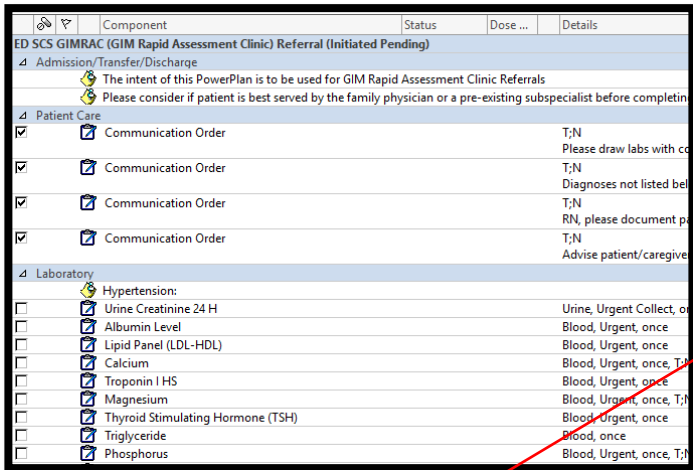 Component Status Dose ... Details
ED SCS GIMRAC (GIM Rapid Assessment Clinic) Referral (Initiated Pending)
Admission/Transfer/Discharge
The intent of this PowerPlan is to be used for GIM Rapid Assessment Clinic Referrals
Please consider if patient is best served by the family physician or a pre-existing subspecialist before completin
Patient Care
Communication Order T;N
Please draw labs with co
Communication Order T;N
Diagnoses not listed bel
Communication Order T;N
RN, please document pa
Communication Order T;N
Advise patient/caregive
Laboratory
Hypertension:
Urine Creatinine 24 H Urine, Urgent Collect, o
Albumin Level Blood, Urgent, once
Lipid Panel (LDL-HDL) Blood, Urgent, once
Calcium Blood, Urgent, once, T;N
Troponin I HS Blood, Urgent, once
Magnesium Blood, Urgent, once, T;N
Thyroid Stimulating Hormone (TSH) Blood, Urgent, once
Triglyceride Blood, once
Phosphorus Blood, Urgent, once, T;N